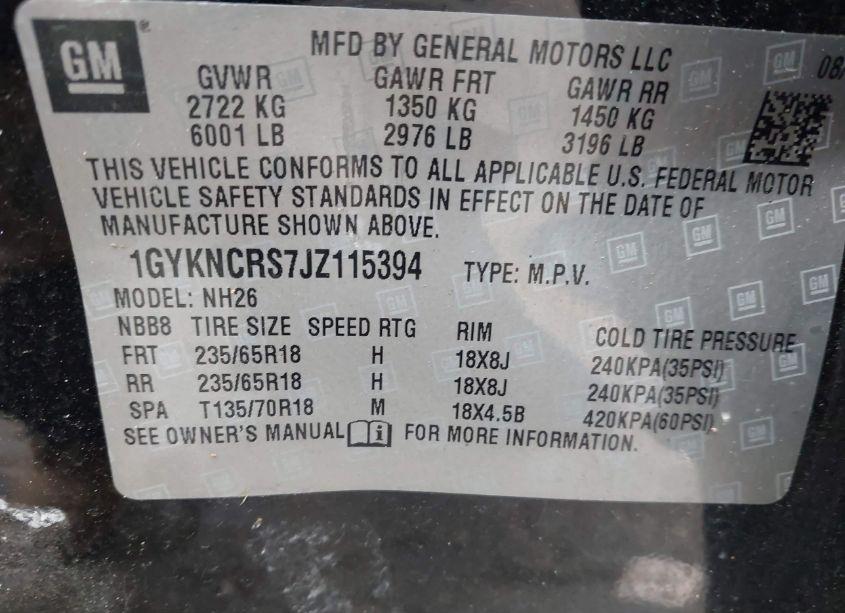 GM
MFD BY GENERAL MOTORS LLC
08/
GVWR GAWR FRT GAWR RR
2722 KG 1350 KG 1450 KG
6001 LB 2976 LB 3196 LB
THIS VEHICLE CONFORMS TO ALL APPLICABLE U.S. FEDERAL MOTOR
VEHICLE SAFETY STANDARDS IN EFFECT ON THE DATE OF
MANUFACTURE SHOWN ABOVE.
1GYKNCRS7JZ115394 TYPE: M.P.V.
MODEL: NH26
NBB8 TIRE SIZE SPEED RTG RIM COLD TIRE PRESSURE
FRT 235/65R18 H 18X8J 240KPA(35PSI)
RR 235/65R18 H 18X8J 240KPA(35PSI)
SPA T135/70R18 M 18X4.5B 420KPA(60PSI)
SEE OWNER'S MANUAL FOR MORE INFORMATION.